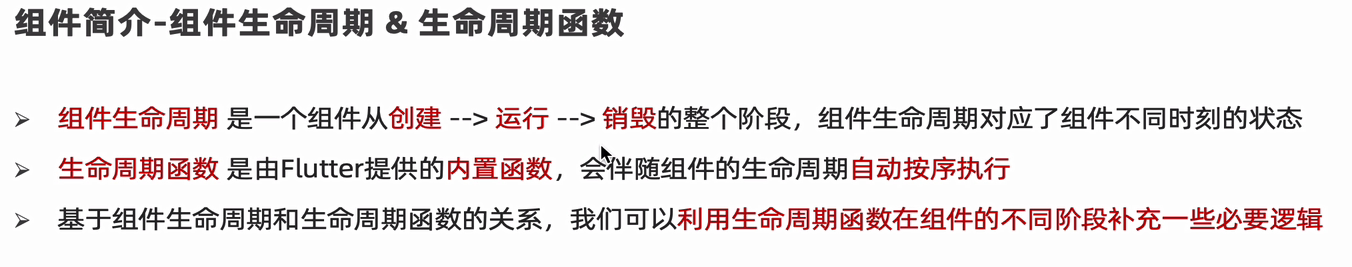 组件简介-组件生命周期 & 生命周期函数
组件生命周期 是一个组件从创建 --> 运行 --> 销毁的整个阶段，组件生命周期对应了组件不同时刻的状态
生命周期函数 是由Flutter提供的内置函数，会伴随组件的生命周期自动按序执行
基于组件生命周期和生命周期函数的关系，我们可以利用生命周期函数在组件的不同阶段补充一些必要逻辑